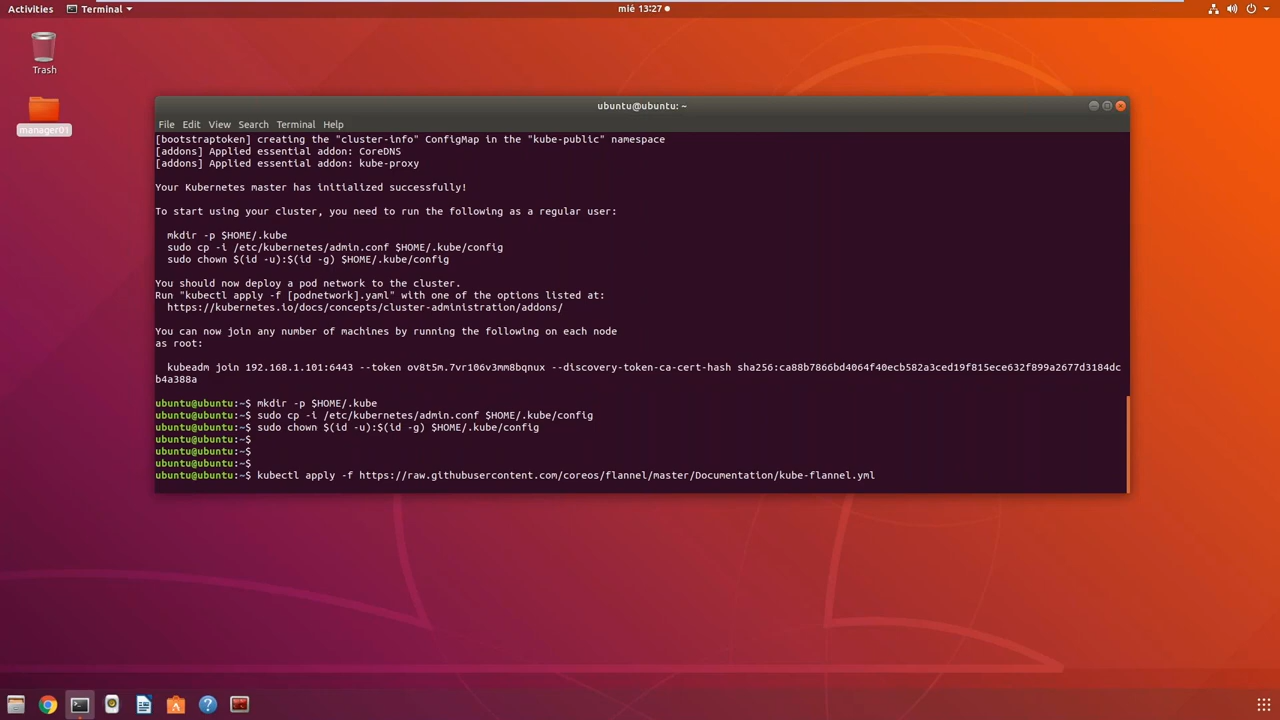 Activities
Terminal
mié 13:27
Trash
manager01
ubuntu@ubuntu: ~
File Edit View Search Terminal Help
[bootstraptoken] creating the "cluster-info" ConfigMap in the "kube-public" namespace
[addons] Applied essential addon: CoreDNS
[addons] Applied essential addon: kube-proxy
Your Kubernetes master has initialized successfully!
To start using your cluster, you need to run the following as a regular user:
mkdir -p $HOME/.kube
sudo cp -i /etc/kubernetes/admin.conf $HOME/.kube/config
sudo chown $(id -u):$(id -g) $HOME/.kube/config
You should now deploy a pod network to the cluster.
Run "kubectl apply -f [podnetwork].yaml" with one of the options listed at:
https://kubernetes.io/docs/concepts/cluster-administration/addons/
You can now join any number of machines by running the following on each node
as root:
kubeadm join 192.168.1.101:6443 --token ov8t5m.7vr106v3mm8bqnux --discovery-token-ca-cert-hash sha256:ca88b7866bd4064f40ecb582a3ced19f815ece632f899a2677d3184dc
b4a388a
ubuntu@ubuntu:~$ mkdir -p $HOME/.kube
ubuntu@ubuntu:~$ sudo cp -i /etc/kubernetes/admin.conf $HOME/.kube/config
ubuntu@ubuntu:~$ sudo chown $(id -u):$(id -g) $HOME/.kube/config
ubuntu@ubuntu:~$
ubuntu@ubuntu:~$
ubuntu@ubuntu:~$
ubuntu@ubuntu:~$ kubectl apply -f https://raw.githubusercontent.com/coreos/flannel/master/Documentation/kube-flannel.yml